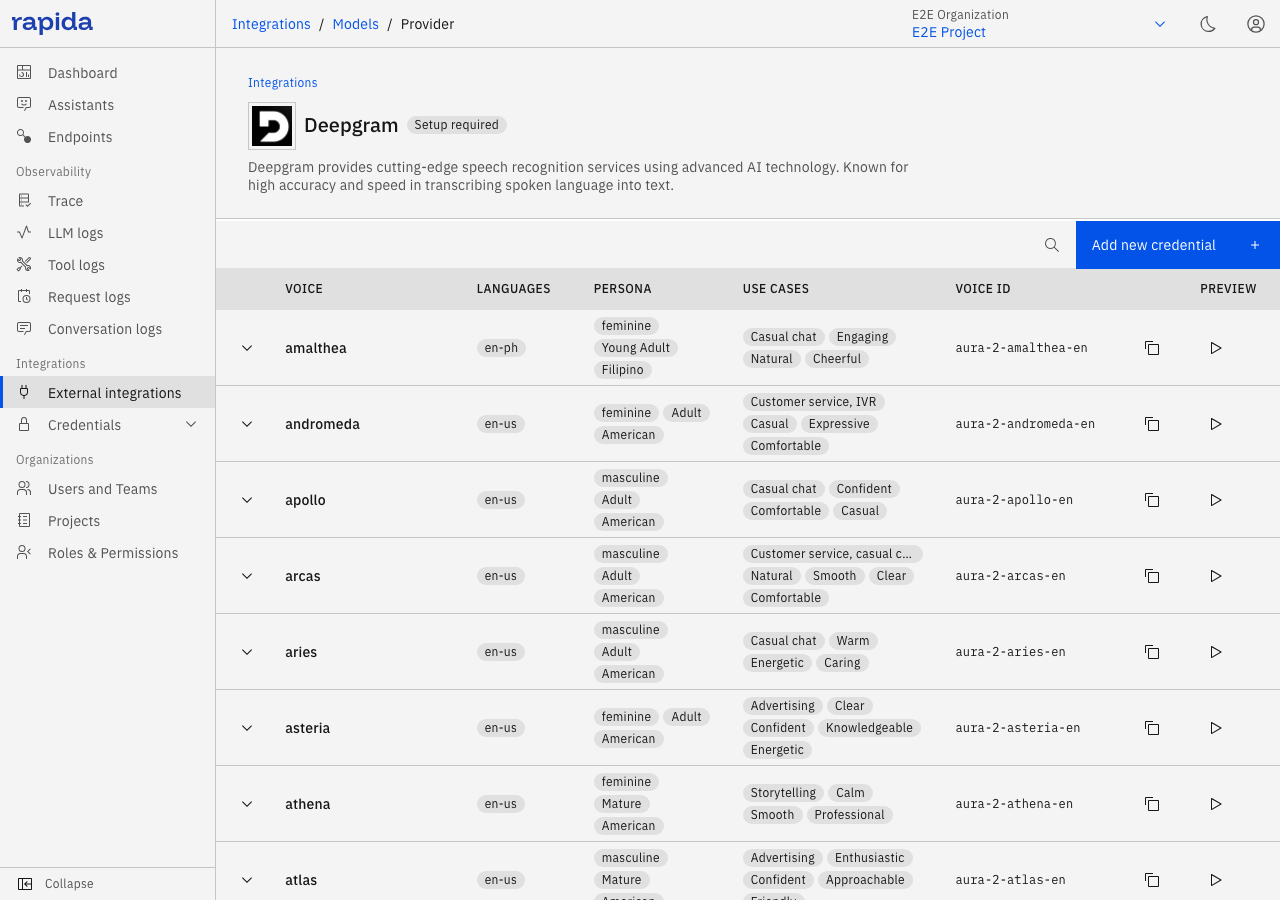 rapida
Integrations / Models / Provider
E2E Organization
E2E Project
Dashboard
Assistants
Endpoints
Observability
Trace
LLM logs
Tool logs
Request logs
Conversation logs
Integrations
External integrations
Credentials
Organizations
Users and Teams
Projects
Roles & Permissions
Collapse
Integrations
Deepgram Setup required
Deepgram provides cutting-edge speech recognition services using advanced AI technology. Known for
high accuracy and speed in transcribing spoken language into text.
Add new credential +
VOICE LANGUAGES PERSONA USE CASES VOICE ID PREVIEW
amalthea
en-ph
feminine
Young Adult
Filipino
Casual chat Engaging
Natural Cheerful
aura-2-amalthea-en
andromeda
en-us
feminine Adult
American
Customer service, IVR
Casual Expressive
Comfortable
aura-2-andromeda-en
apollo
en-us
masculine
Adult
American
Casual chat Confident
Comfortable Casual
aura-2-apollo-en
arcas
en-us
masculine
Adult
American
Customer service, casual c...
Natural Smooth Clear
Comfortable
aura-2-arcas-en
aries
en-us
masculine
Adult
American
Casual chat Warm
Energetic Caring
aura-2-aries-en
asteria
en-us
feminine Adult
American
Advertising Clear
Confident Knowledgeable
Energetic
aura-2-asteria-en
athena
en-us
feminine
Mature
American
Storytelling Calm
Smooth Professional
aura-2-athena-en
atlas
en-us
masculine
Mature
American
Advertising Enthusiastic
Confident Approachable
Friendly
aura-2-atlas-en